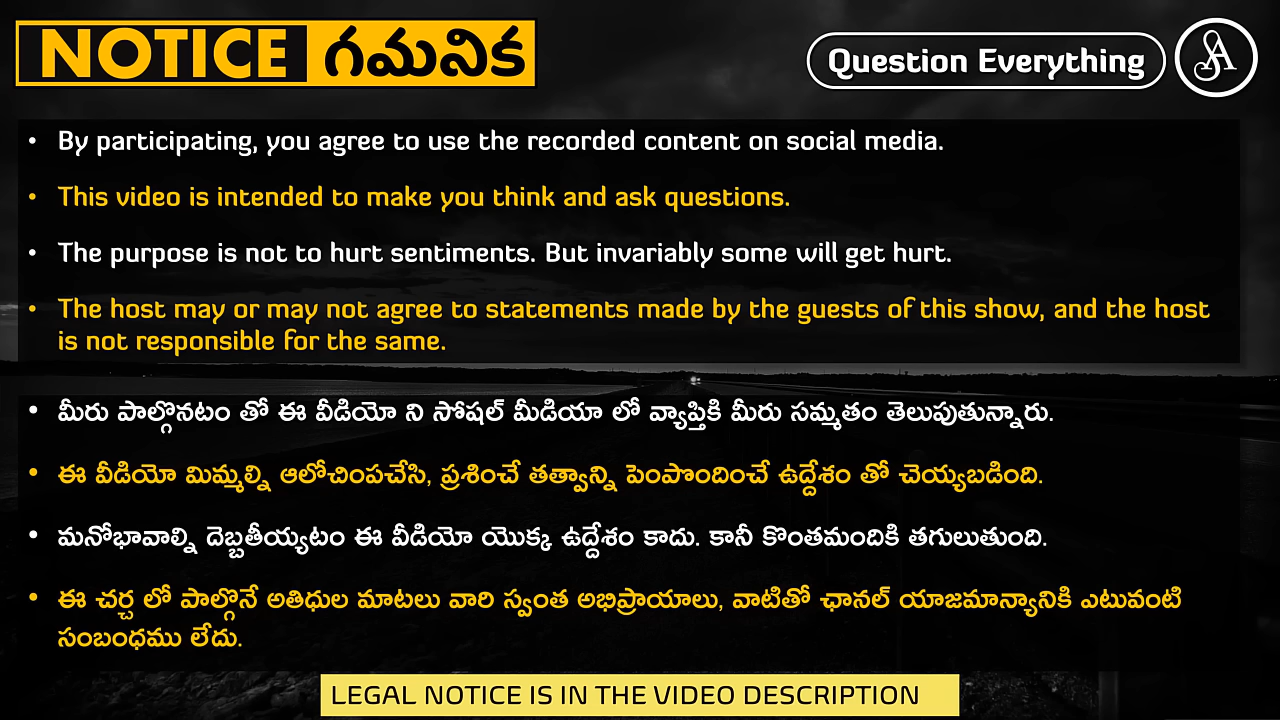 NOTICE గమనిక
Question Everything
• By participating, you agree to use the recorded content on social media.
• This video is intended to make you think and ask questions.
• The purpose is not to hurt sentiments. But invariably some will get hurt.
• The host may or may not agree to statements made by the guests of this show, and the host
is not responsible for the same.
• మీరు పాల్గొనటం తో ఈ వీడియో ని సోషల్ మీడియా లో వ్యాప్తికి మీరు సమ్మతం తెలుపుతున్నారు.
• ఈ వీడియో మిమ్మల్ని ఆలోచింపచేసి, ప్రశించే తత్వాన్ని పెంపొందించే ఉద్దేశం తో చెయ్యబడింది.
• మనోభావాల్ని దెబ్బతీయ్యటం ఈ వీడియో యొక్క ఉద్దేశం కాదు. కానీ కొంతమందికి తగులుతుంది.
• ఈ చర్చ లో పాల్గొనే అతిధుల మాటలు వారి స్వంత అభిప్రాయాలు, వాటితో ఛానల్ యాజమాన్యానికి ఎటువంటి
సంబంధము లేదు.
LEGAL NOTICE IS IN THE VIDEO DESCRIPTION